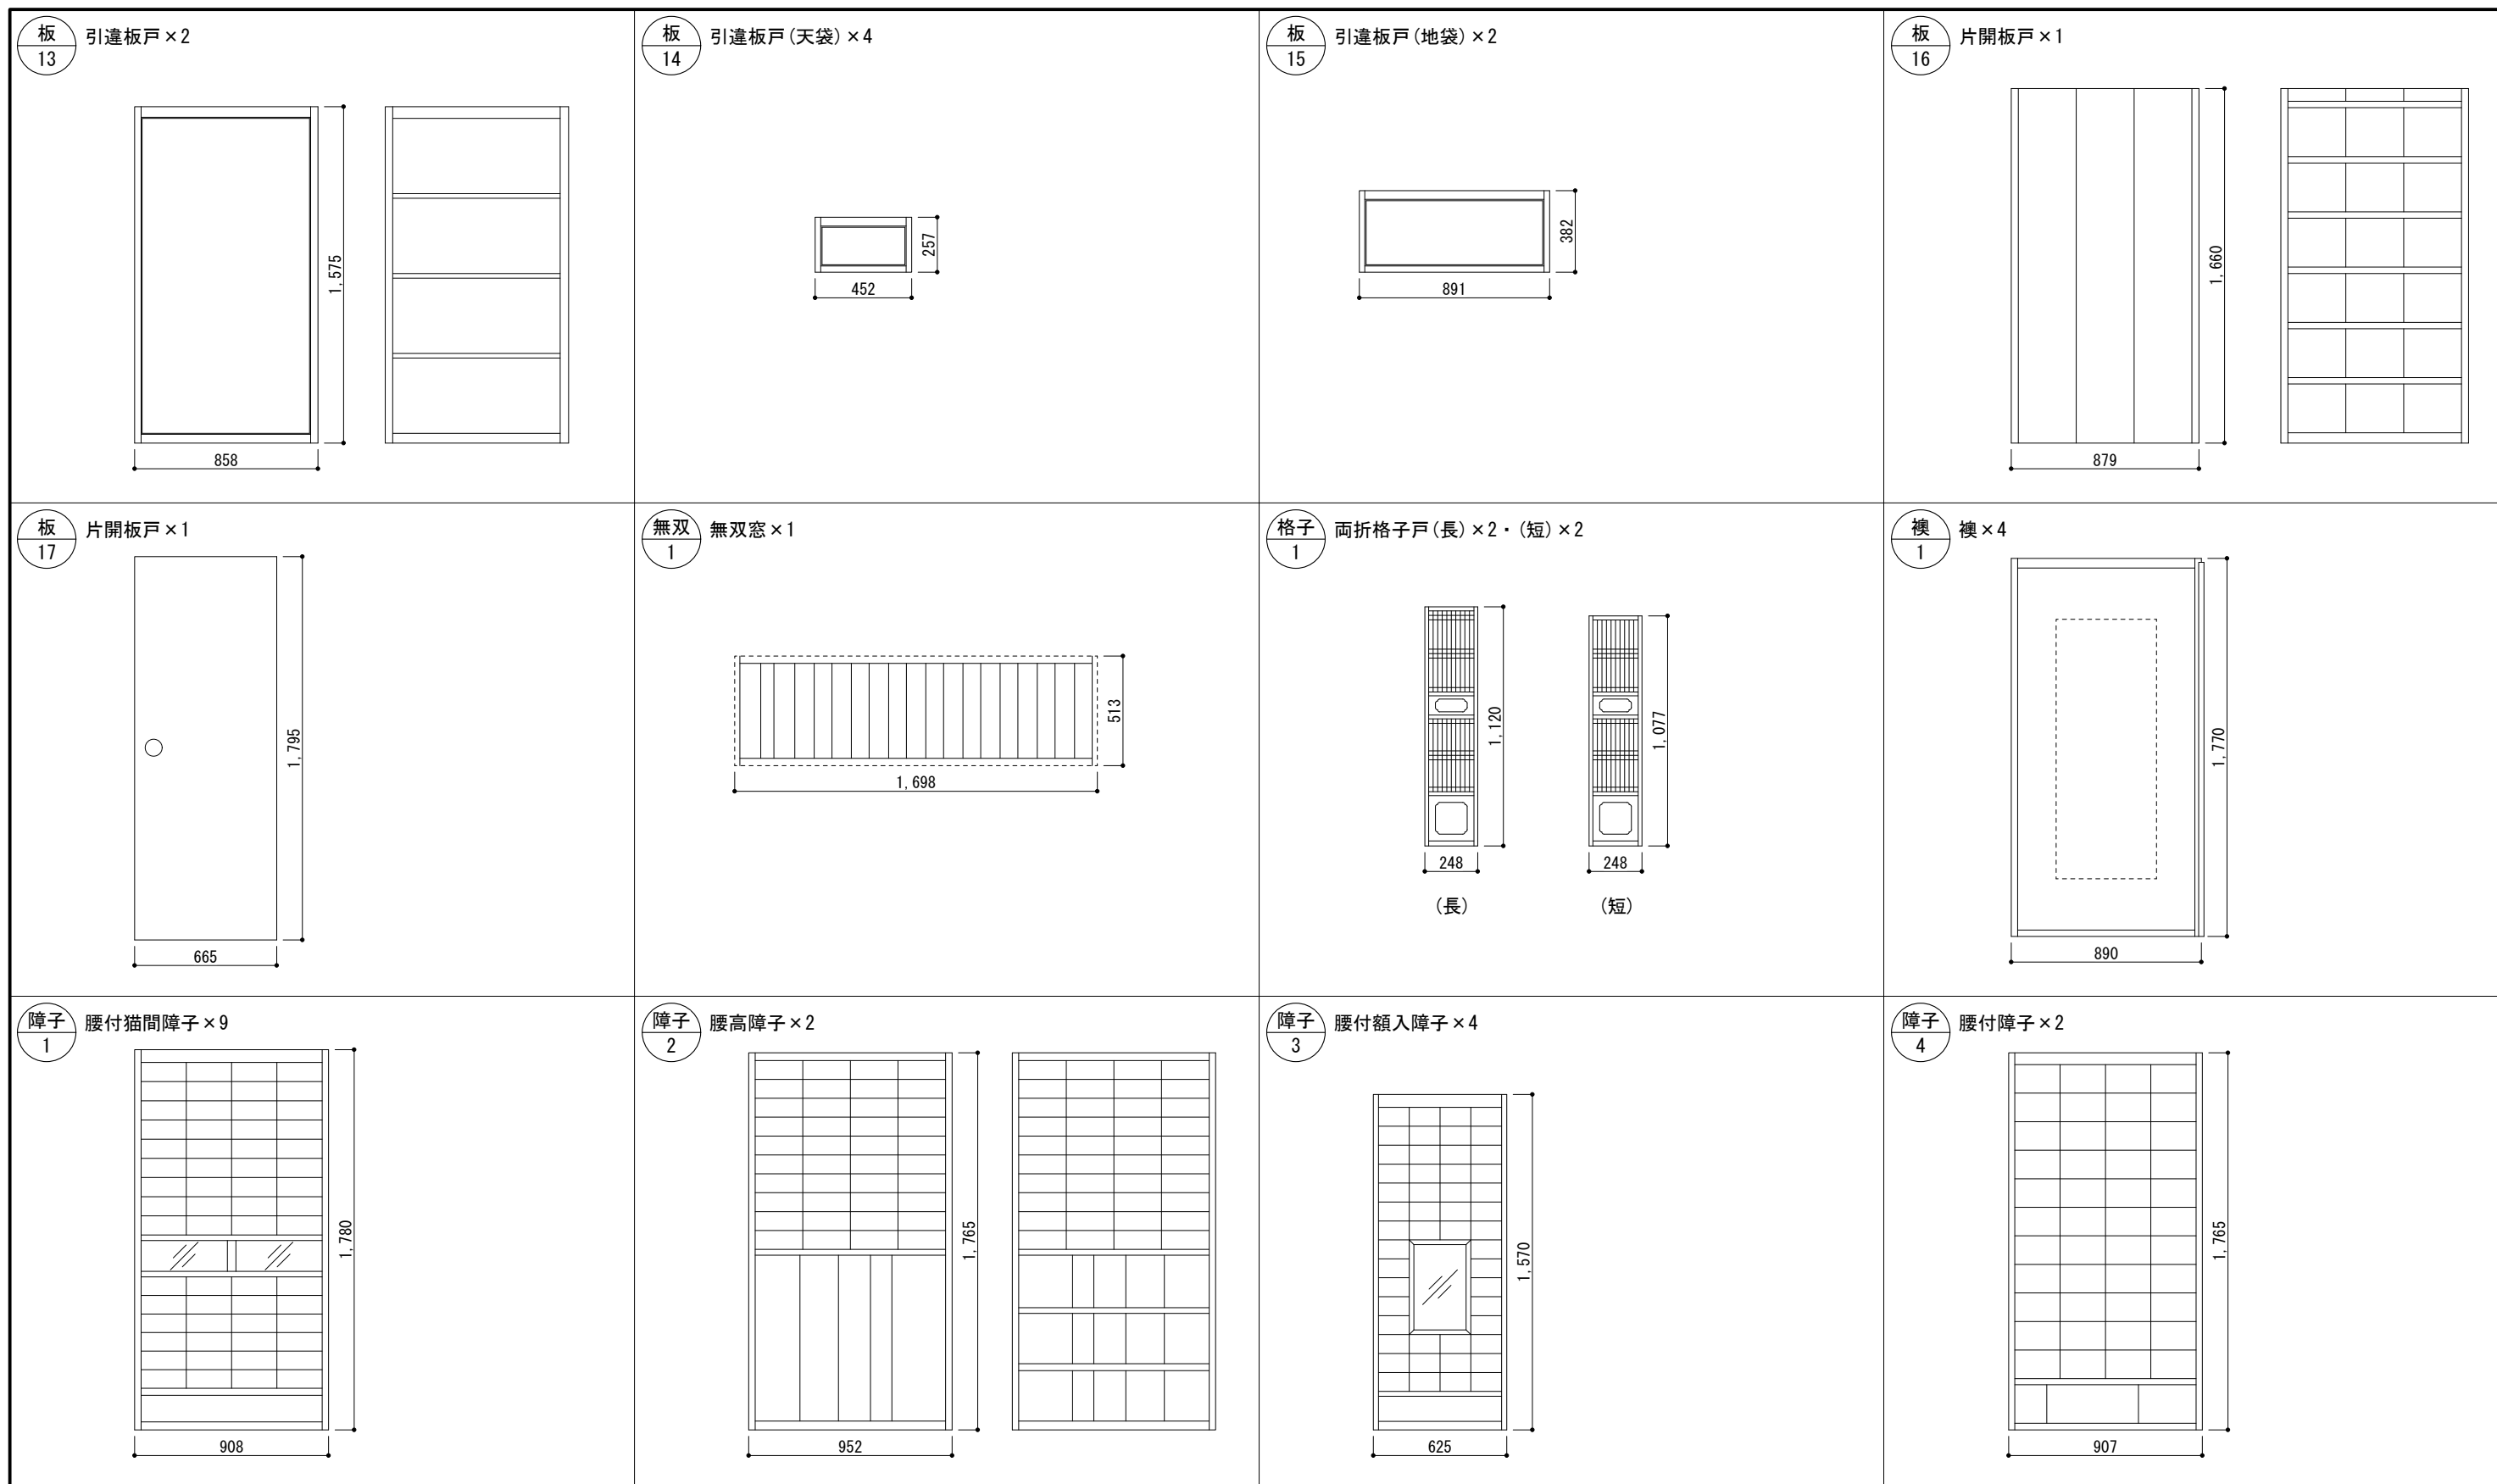 板
13
引違板戸×2
1,575
858
板
14
引違板戸(天袋)×4
257
452
板
15
引違板戸(地袋)×2
382
891
板
16
片開板戸×1
1,660
879
板
17
片開板戸×1
1,795
665
無双
1
無双窓×1
513
1,698
格子
1
両折格子戸(長)×2・(短)×2
1,120
248
(長)
1,077
248
(短)
襖
1
襖×4
1,770
890
障子
1
腰付猫間障子×9
1,780
908
障子
2
腰高障子×2
1,765
952
障子
3
腰付額入障子×4
1,570
625
障子
4
腰付障子×2
1,765
907